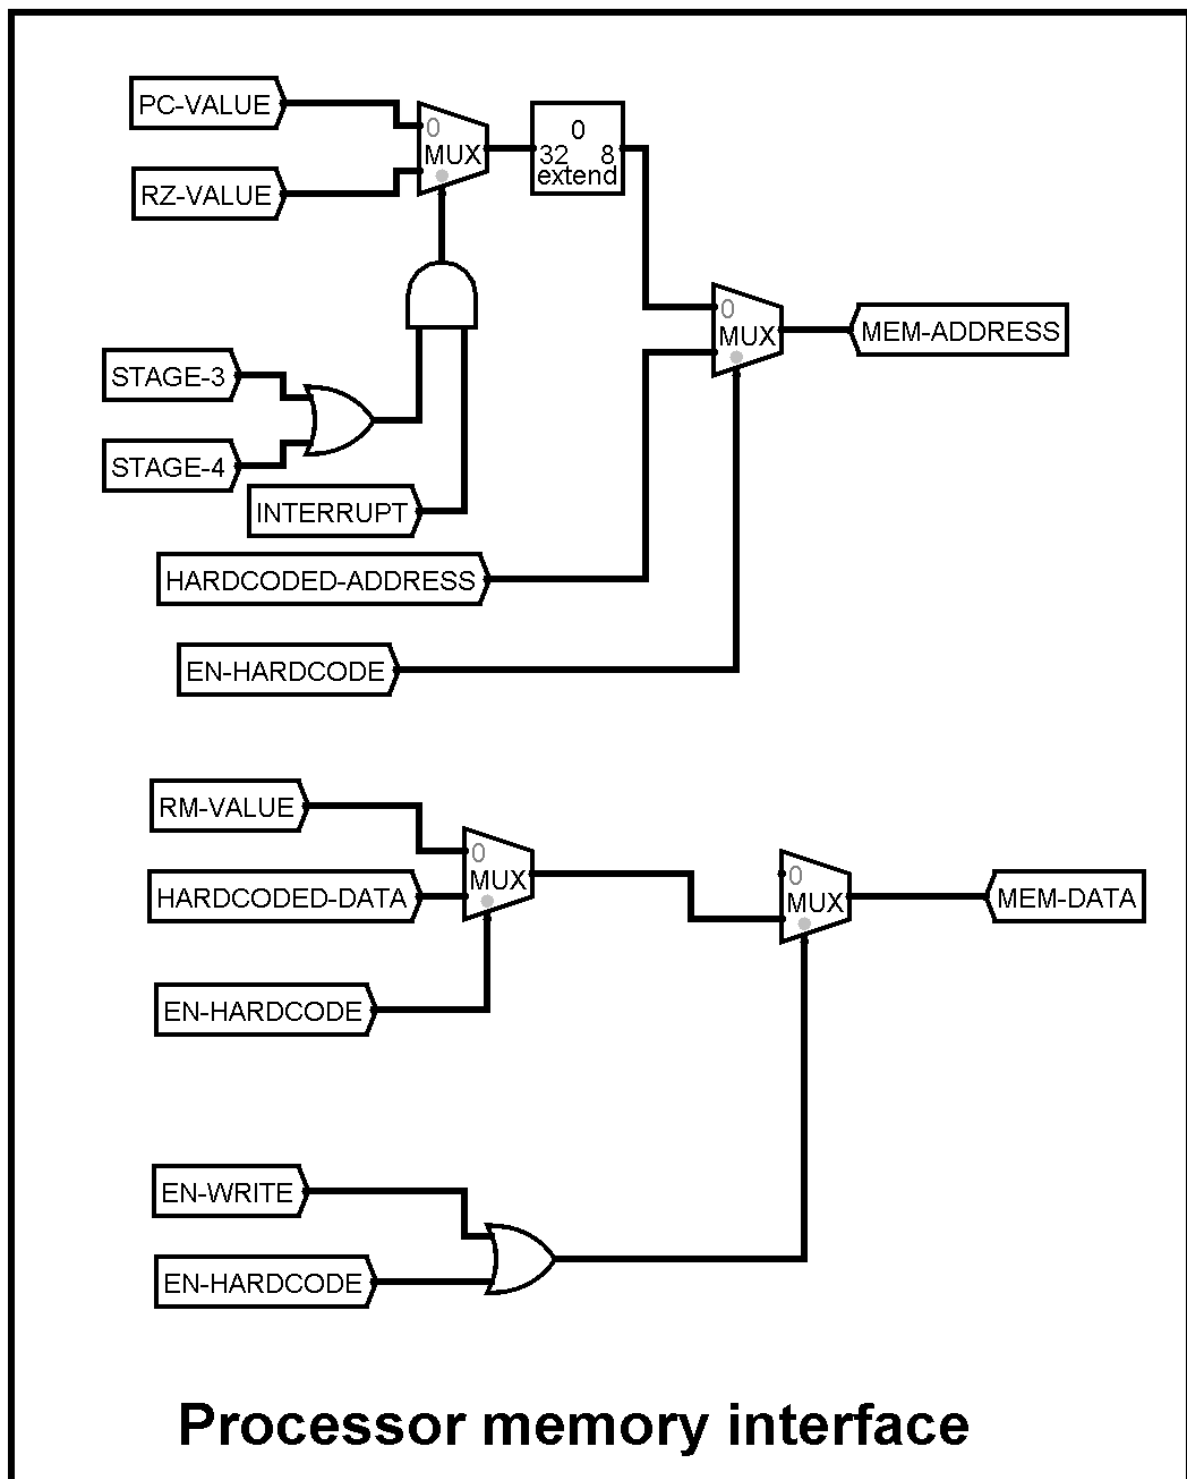 PC-VALUE
0
MUX
0
32 8
extend
RZ-VALUE
0
MUX
MEM-ADDRESS
STAGE-3
STAGE-4
INTERRUPT
HARDCODED-ADDRESS
EN-HARDCODE
RM-VALUE
0
MUX
HARDCODED-DATA
0
MUX
MEM-DATA
EN-HARDCODE
EN-WRITE
EN-HARDCODE
Processor memory interface